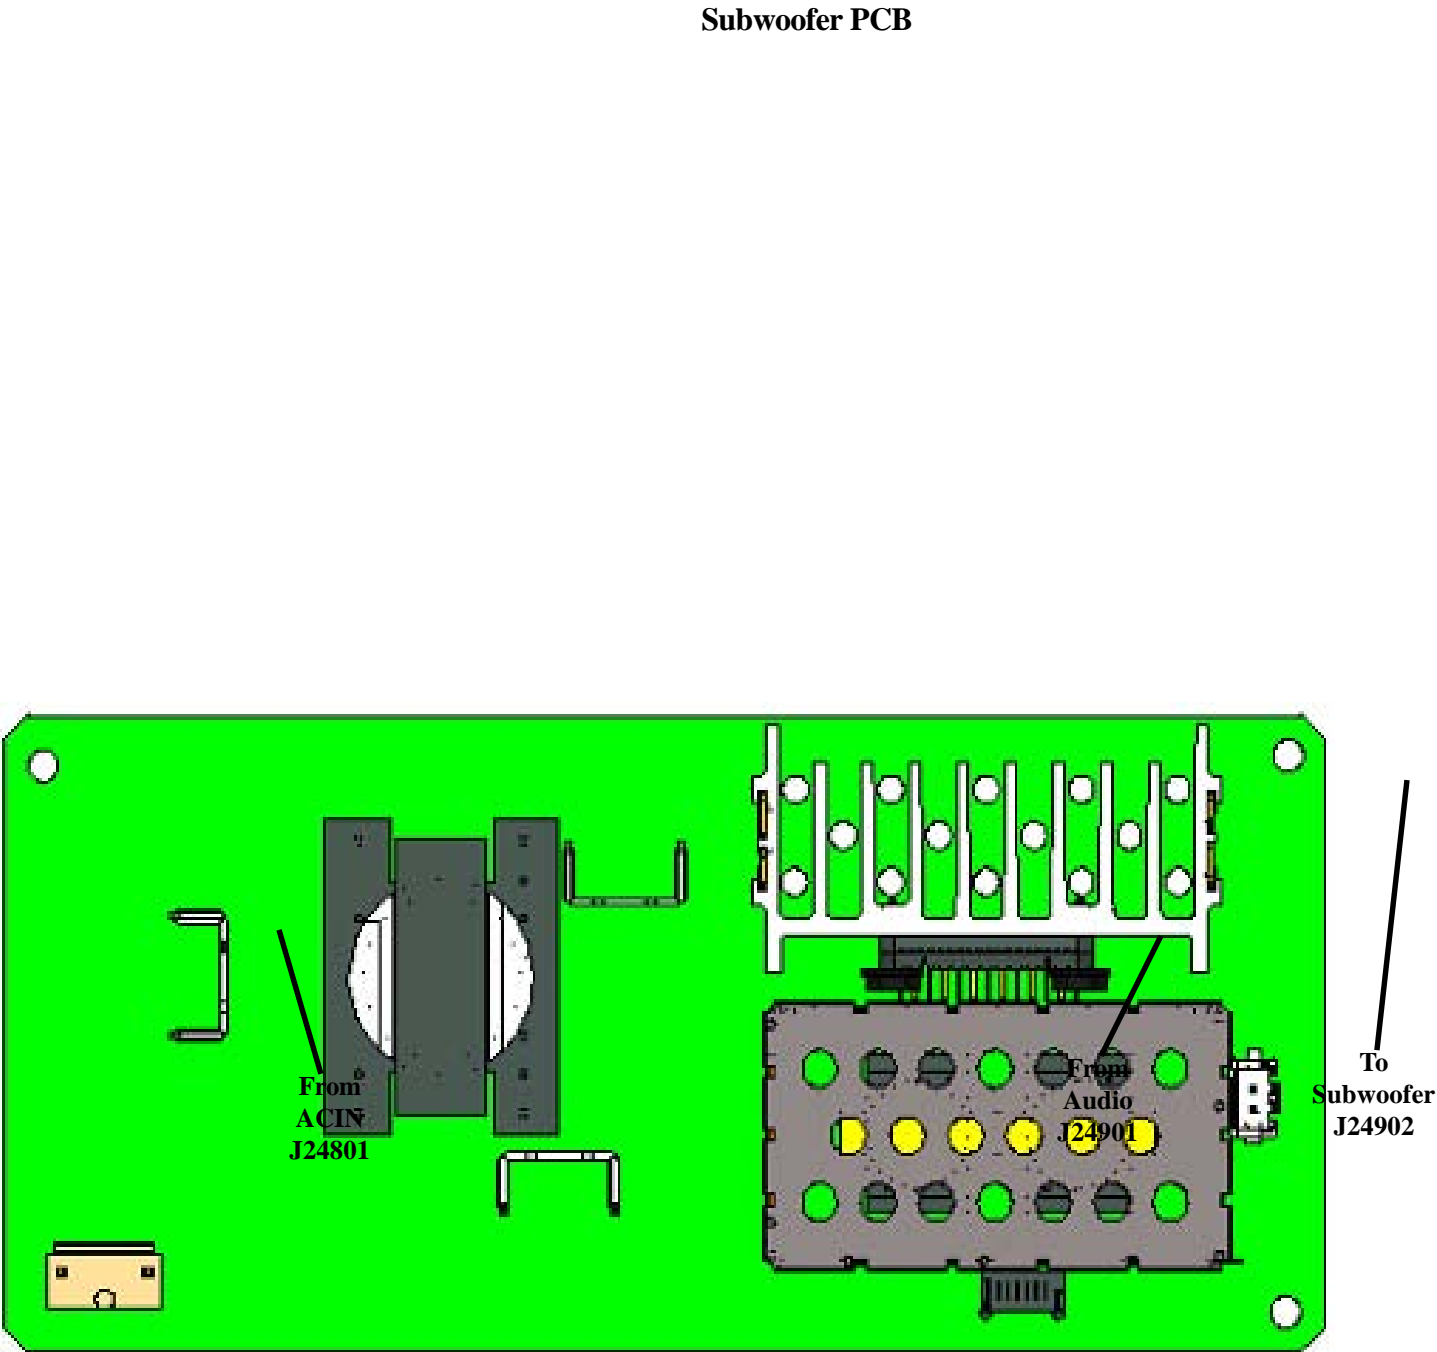 Subwoofer PCB
From
ACIN
J24801
From
Audio
J24901
To
Subwoofer
J24902